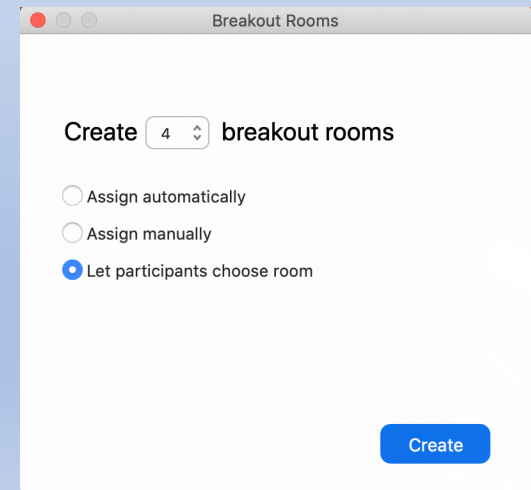 Breakout Rooms
Create 4 breakout rooms
Assign automatically
Assign manually
Let participants choose room
Create